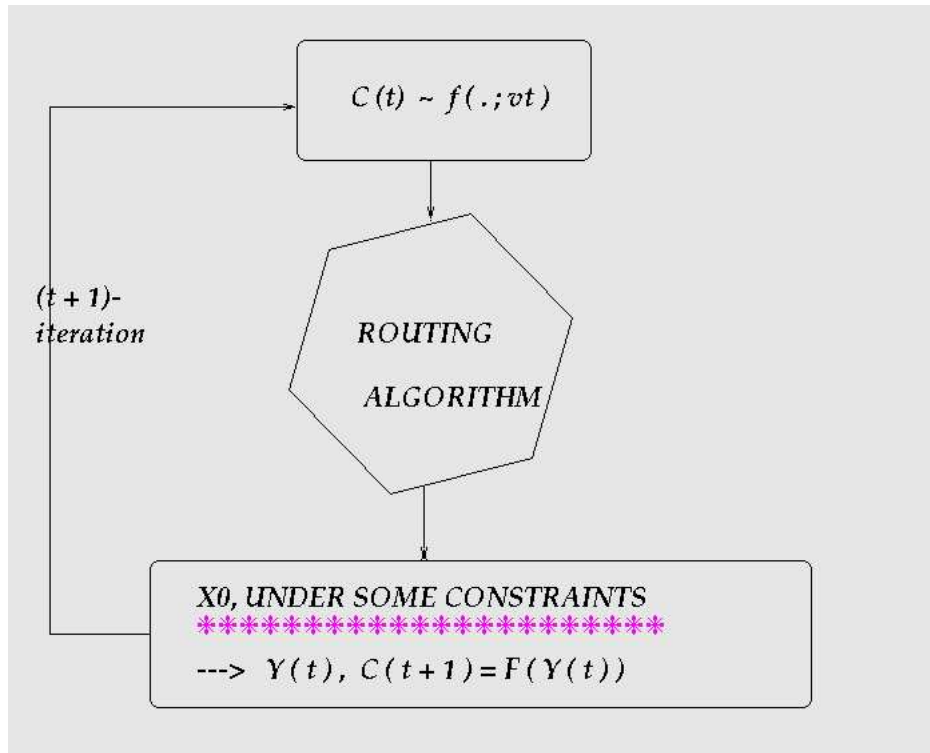 C(t) ~ f(.;vt)
(t + 1)-
iteration
ROUTING
ALGORITHM
X0, UNDER SOME CONSTRAINTS
**********************
---> Y(t), C(t+1)=F(Y(t))